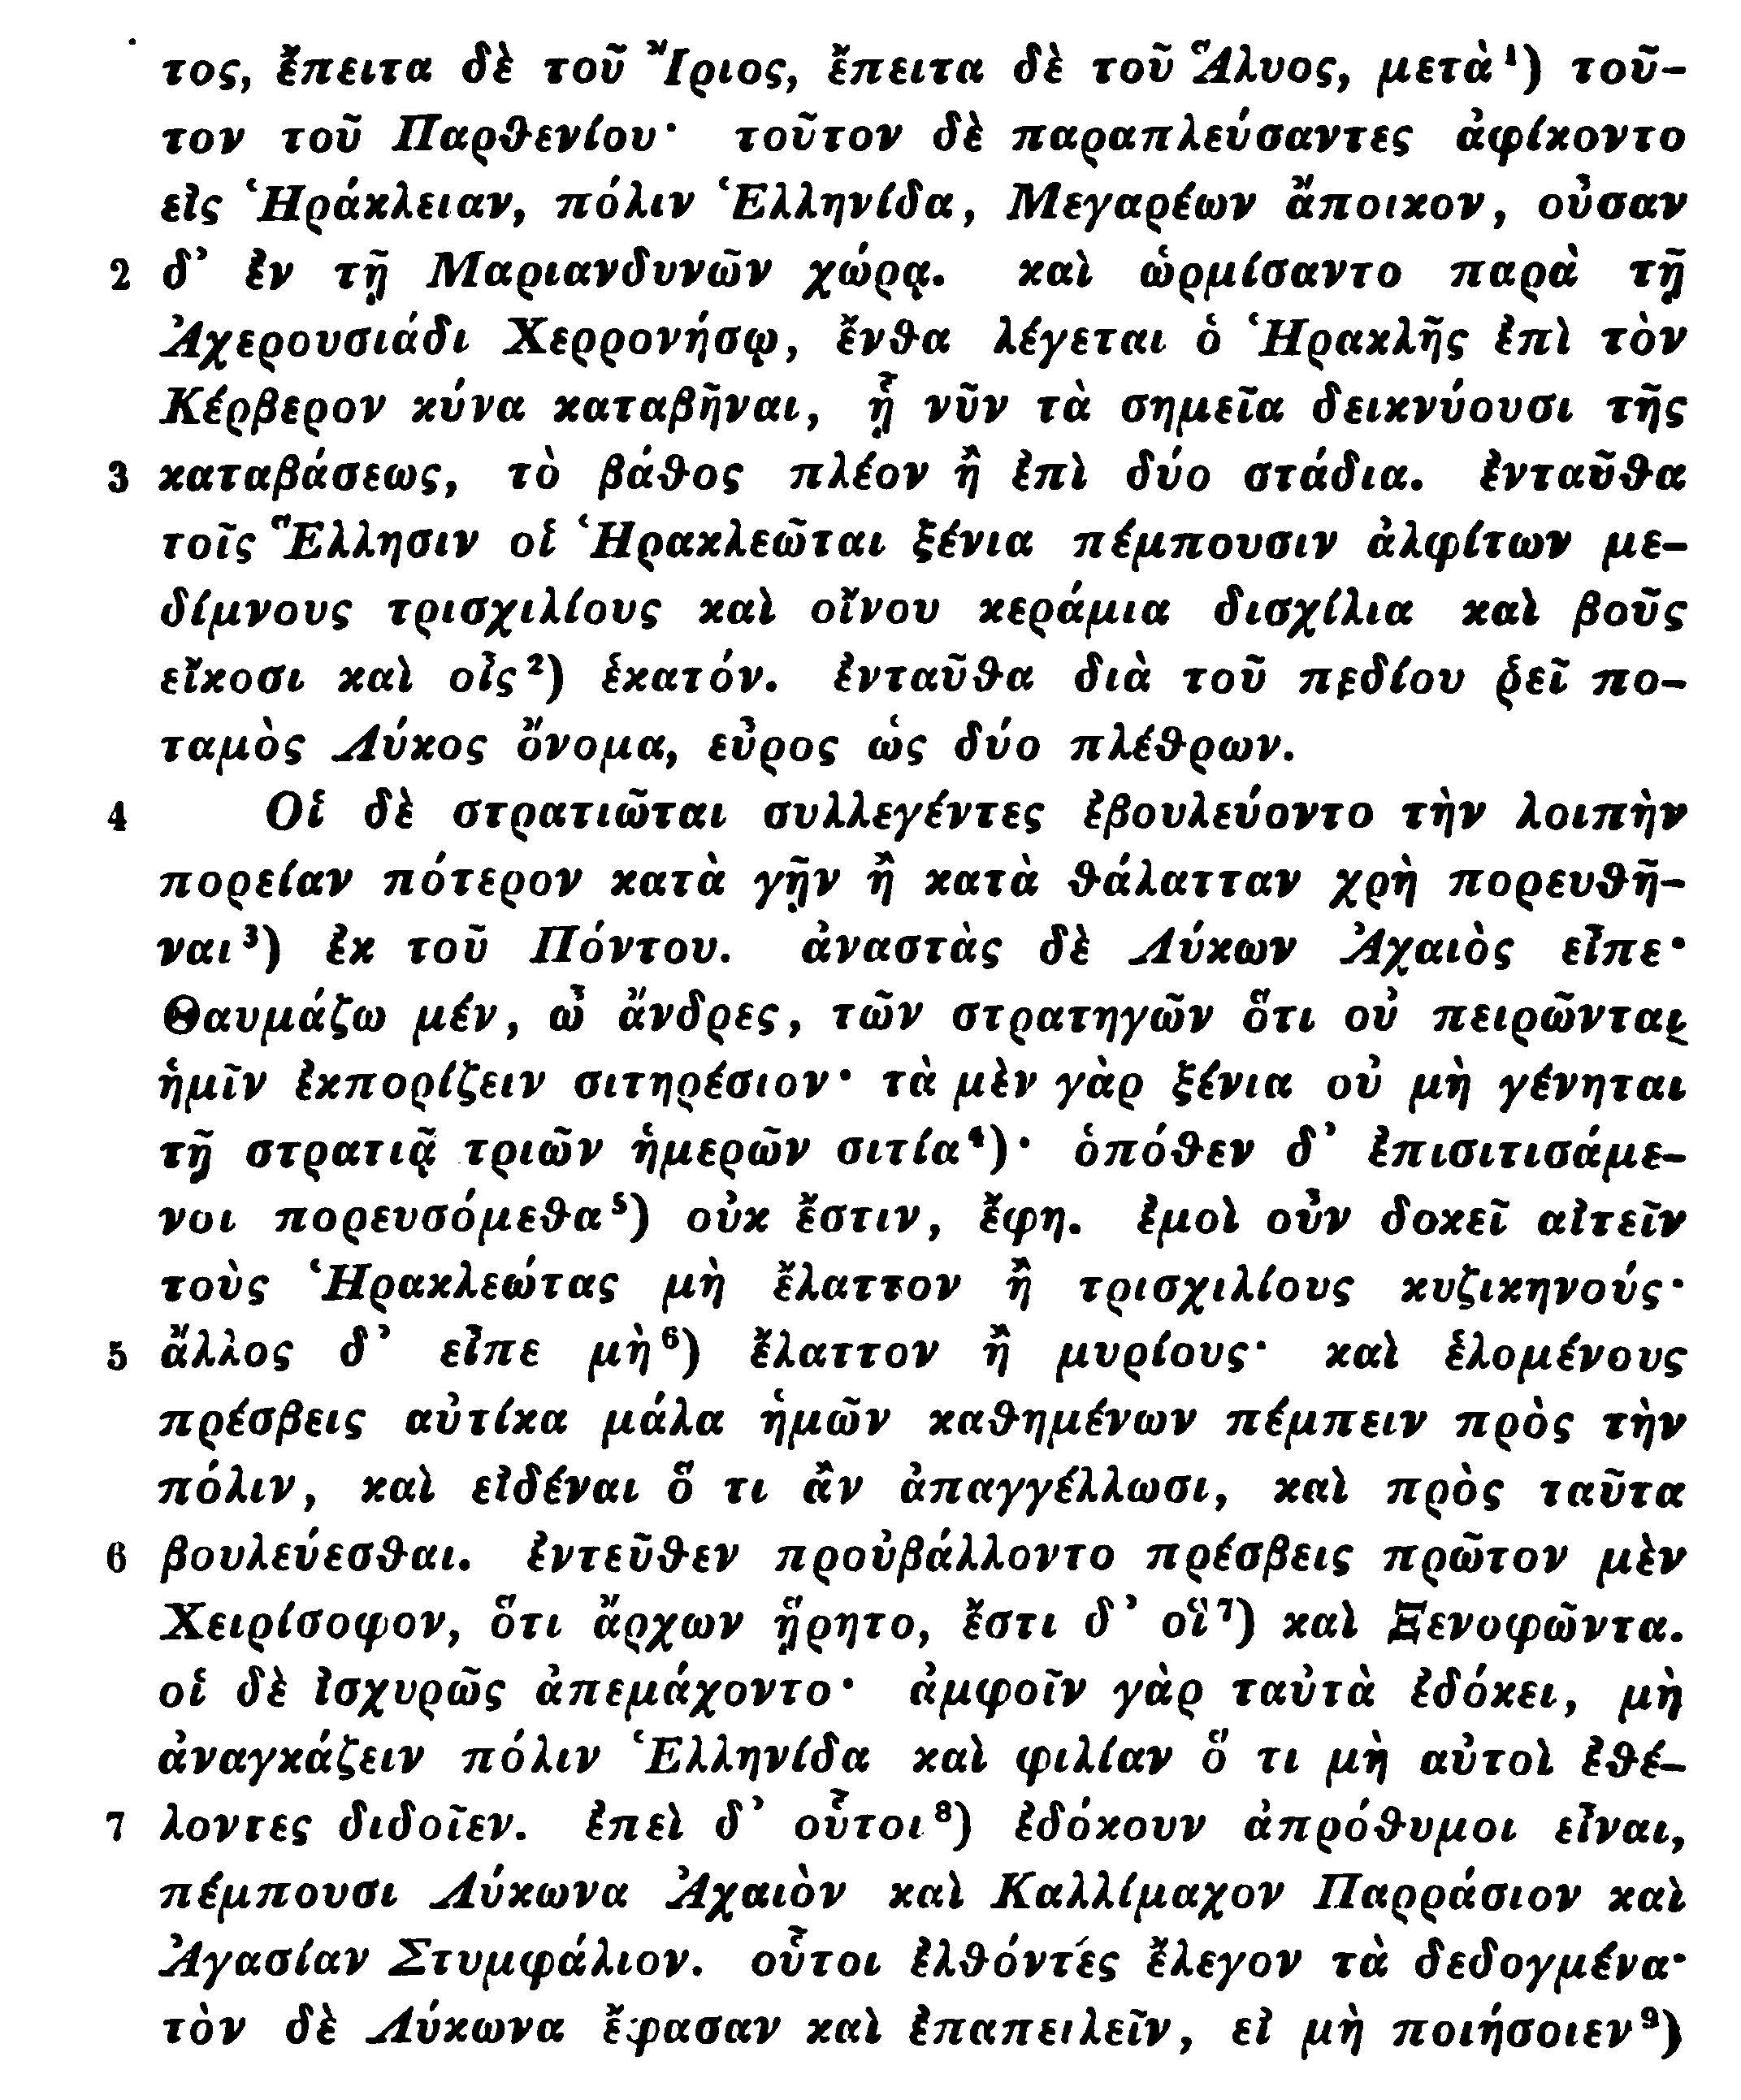 τος, ἔπειτα δὲ τοῦ Ἴριος, ἔπειτα δὲ τοῦ Ἅλυος, μετὰ¹) τοῦ-
τον τοῦ Παρθενίου· τοῦτον δὲ παραπλεύσαντες ἀφίκοντο
εἰς Ἡράκλειαν, πόλιν Ἑλληνίδα, Μεγαρέων ἄποικον, οὖσαν
2 δ’ ἐν τῇ Μαριανδυνῶν χώρᾳ. καὶ ὡρμίσαντο παρὰ τῇ
Ἀχερουσιάδι Χερρονήσῳ, ἔνθα λέγεται ὁ Ἡρακλῆς ἐπὶ τὸν
Κέρβερον κύνα καταβῆναι, ᾗ νῦν τὰ σημεῖα δεικνύουσι τῆς
3 καταβάσεως, τὸ βάθος πλέον ἢ ἐπὶ δύο στάδια. ἐνταῦθα
τοῖς Ἕλλησιν οἱ Ἡρακλεῶται ξένια πέμπουσιν ἀλφίτων με-
δίμνους τρισχιλίους καὶ οἴνου κεράμια δισχίλια καὶ βοῦς
εἴκοσι καὶ οἶς²) ἑκατόν. ἐνταῦθα διὰ τοῦ πεδίου ῥεῖ πο-
ταμὸς Λύκος ὄνομα, εὖρος ὡς δύο πλέθρων.
4 Οἱ δὲ στρατιῶται συλλεγέντες ἐβουλεύοντο τὴν λοιπὴν
πορείαν πότερον κατὰ γῆν ἢ κατὰ θάλατταν χρὴ πορευθῆ-
ναι³) ἐκ τοῦ Πόντου. ἀναστὰς δὲ Λύκων Ἀχαιὸς εἶπε·
Θαυμάζω μέν, ὦ ἄνδρες, τῶν στρατηγῶν ὅτι οὐ πειρῶνται
ἡμῖν ἐκπορίζειν σιτηρέσιον· τὰ μὲν γὰρ ξένια οὐ μὴ γένηται
τῇ στρατιᾷ τριῶν ἡμερῶν σιτία⁴)· ὁπόθεν δ’ ἐπισιτισάμε-
νοι πορευσόμεθα⁵) οὐκ ἔστιν, ἔφη. ἐμοὶ οὖν δοκεῖ αἰτεῖν
τοὺς Ἡρακλεώτας μὴ ἔλαττον ἢ τρισχιλίους κυζικηνούς·
5 ἄλλος δ’ εἶπε μὴ⁶) ἔλαττον ἢ μυρίους· καὶ ἑλομένους
πρέσβεις αὐτίκα μάλα ἡμῶν καθημένων πέμπειν πρὸς τὴν
πόλιν, καὶ εἰδέναι ὅ τι ἂν ἀπαγγέλλωσι, καὶ πρὸς ταῦτα
6 βουλεύεσθαι. ἐντεῦθεν προὐβάλλοντο πρέσβεις πρῶτον μὲν
Χειρίσοφον, ὅτι ἄρχων ᾕρητο, ἔστι δ’ οἳ⁷) καὶ Ξενοφῶντα.
οἱ δὲ ἰσχυρῶς ἀπεμάχοντο· ἀμφοῖν γὰρ ταὐτὰ ἐδόκει, μὴ
ἀναγκάζειν πόλιν Ἑλληνίδα καὶ φιλίαν ὅ τι μὴ αὐτοὶ ἐθέ-
7 λοντες διδοῖεν. ἐπεὶ δ’ οὗτοι⁸) ἐδόκουν ἀπρόθυμοι εἶναι,
πέμπουσι Λύκωνα Ἀχαιὸν καὶ Καλλίμαχον Παρράσιον καὶ
Ἀγασίαν Στυμφάλιον. οὗτοι ἐλθόντες ἔλεγον τὰ δεδογμένα·
τὸν δὲ Λύκωνα ἔφασαν καὶ ἐπαπειλεῖν, εἰ μὴ ποιήσοιεν⁹)